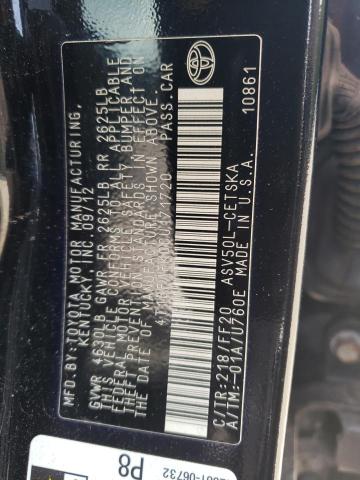 MFD.BY:TOYOTA MOTOR MANUFACTURING,
KENTUCKY, INC. 09/12
GVWR 4630LB GAWR FR 2625LB RR 2625LB
THIS VEHICLE CONFORMS TO ALL APPLICABLE
FEDERAL MOTOR VEHICLE SAFETY, BUMPER, AND
THEFT PREVENTION STANDARDS IN EFFECT ON
THE DATE OF MANUFACTURE SHOWN ABOVE.
PASS.CAR
C/TR:218/FF20 ASV50L-CETSKA
A/TM:-01A/U760E MADE IN U.S.A.
10861
06732
P8